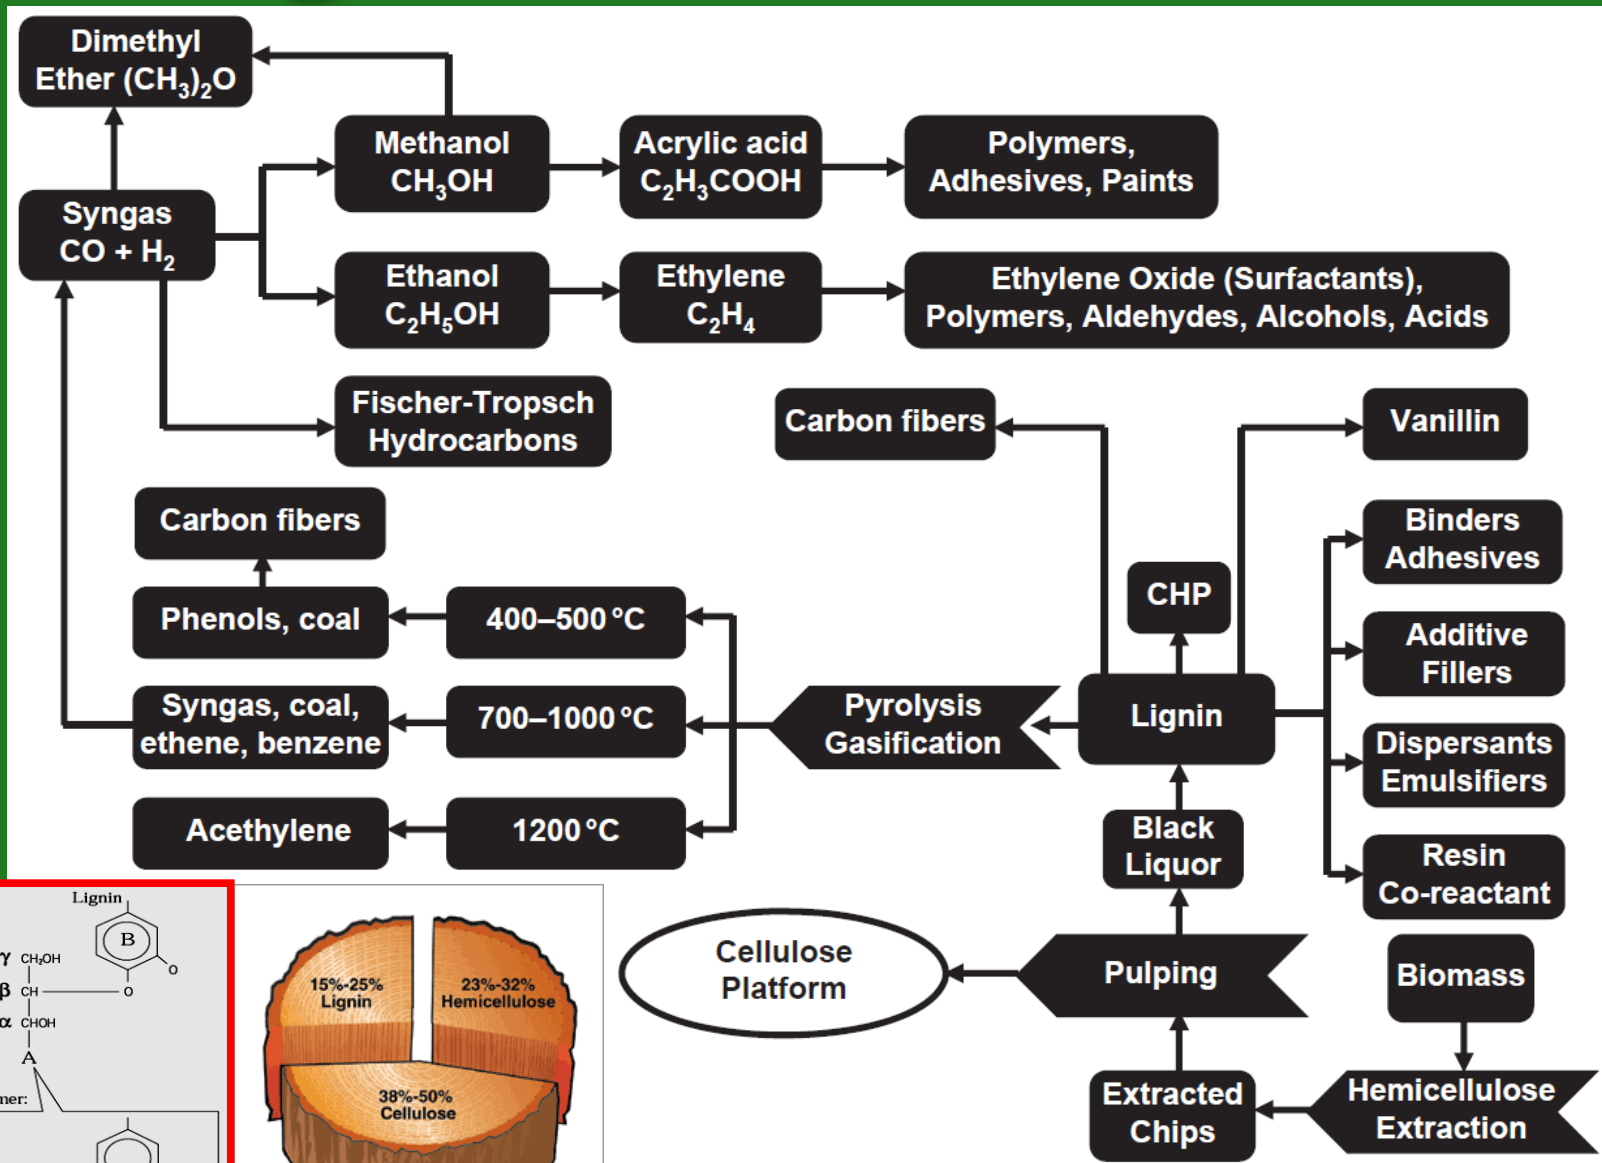 Dimethyl
Ether (CH₃)₂O
Methanol
CH₃OH
Acrylic acid
C₂H₃COOH
Polymers,
Adhesives, Paints
Syngas
CO + H₂
Ethanol
C₂H₅OH
Ethylene
C₂H₄
Ethylene Oxide (Surfactants),
Polymers, Aldehydes, Alcohols, Acids
Fischer-Tropsch
Hydrocarbons
Carbon fibers
Vanillin
Carbon fibers
Binders
Adhesives
CHP
Phenols, coal
400–500 °C
Additive
Fillers
Syngas, coal,
ethene, benzene
700–1000 °C
Pyrolysis
Gasification
Lignin
Dispersants
Emulsifiers
Acethylene
1200 °C
Black
Liquor
Resin
Co-reactant
Lignin
B
γ CH₂OH
O
β CH
O
α CHOH
A
mer:
15%-25%
Lignin
23%-32%
Hemicellulose
38%-50%
Cellulose
Cellulose
Platform
Pulping
Biomass
Extracted
Chips
Hemicellulose
Extraction